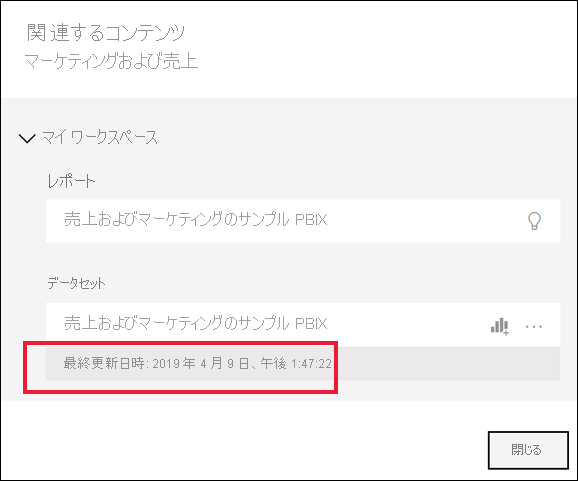 関連するコンテンツ
マーケティングおよび売上
マイ ワークスペース
レポート
売上およびマーケティングのサンプル PBIX
データセット
売上およびマーケティングのサンプル PBIX
最終更新日時: 2019 年 4 月 9 日、午後 1:47:22
閉じる